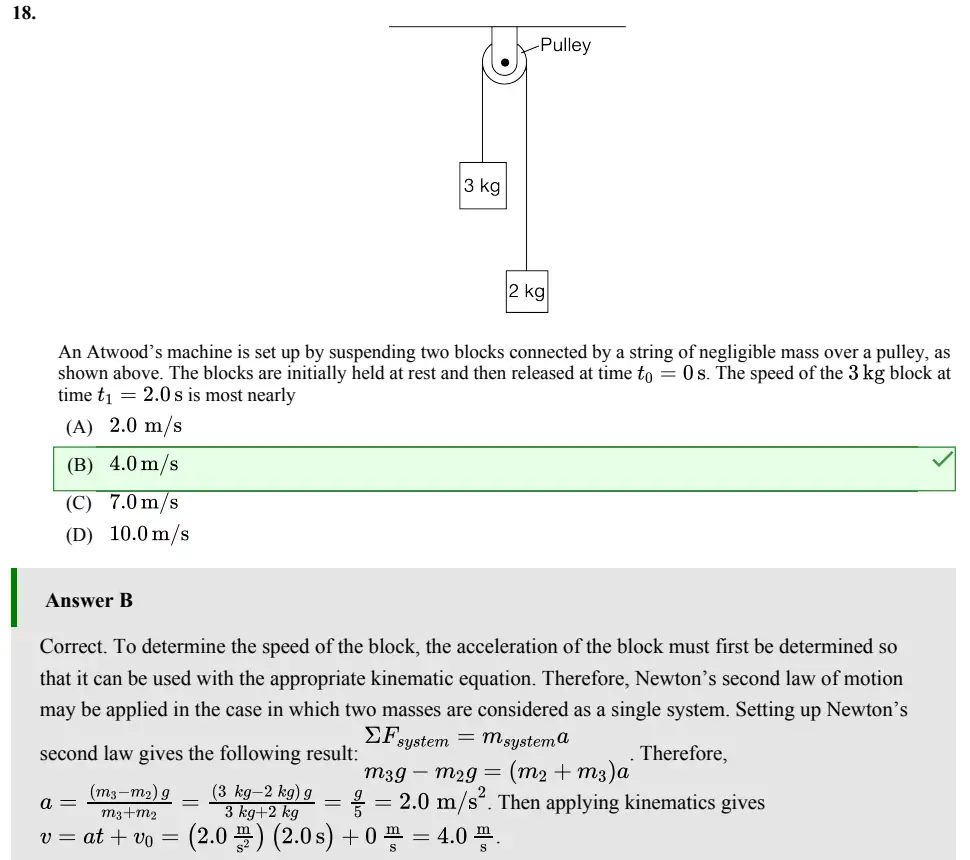 18.
Pulley
3 kg
2 kg
An Atwood’s machine is set up by suspending two blocks connected by a string of negligible mass over a pulley, as
shown above. The blocks are initially held at rest and then released at time t₀ = 0 s. The speed of the 3 kg block at
time t₁ = 2.0 s is most nearly
(A) 2.0 m/s
(B) 4.0 m/s
(C) 7.0 m/s
(D) 10.0 m/s
Answer B
Correct. To determine the speed of the block, the acceleration of the block must first be determined so
that it can be used with the appropriate kinematic equation. Therefore, Newton’s second law of motion
may be applied in the case in which two masses are considered as a single system. Setting up Newton’s
second law gives the following result: ΣF_system = m_system a
m₃g − m₂g = (m₂ + m₃)a . Therefore,
a = (m₃−m₂)g / m₃+m₂ = (3 kg−2 kg) g / 3 kg+2 kg = g/5 = 2.0 m/s². Then applying kinematics gives
v = at + v₀ = (2.0 m/s²) (2.0 s) + 0 m/s = 4.0 m/s.